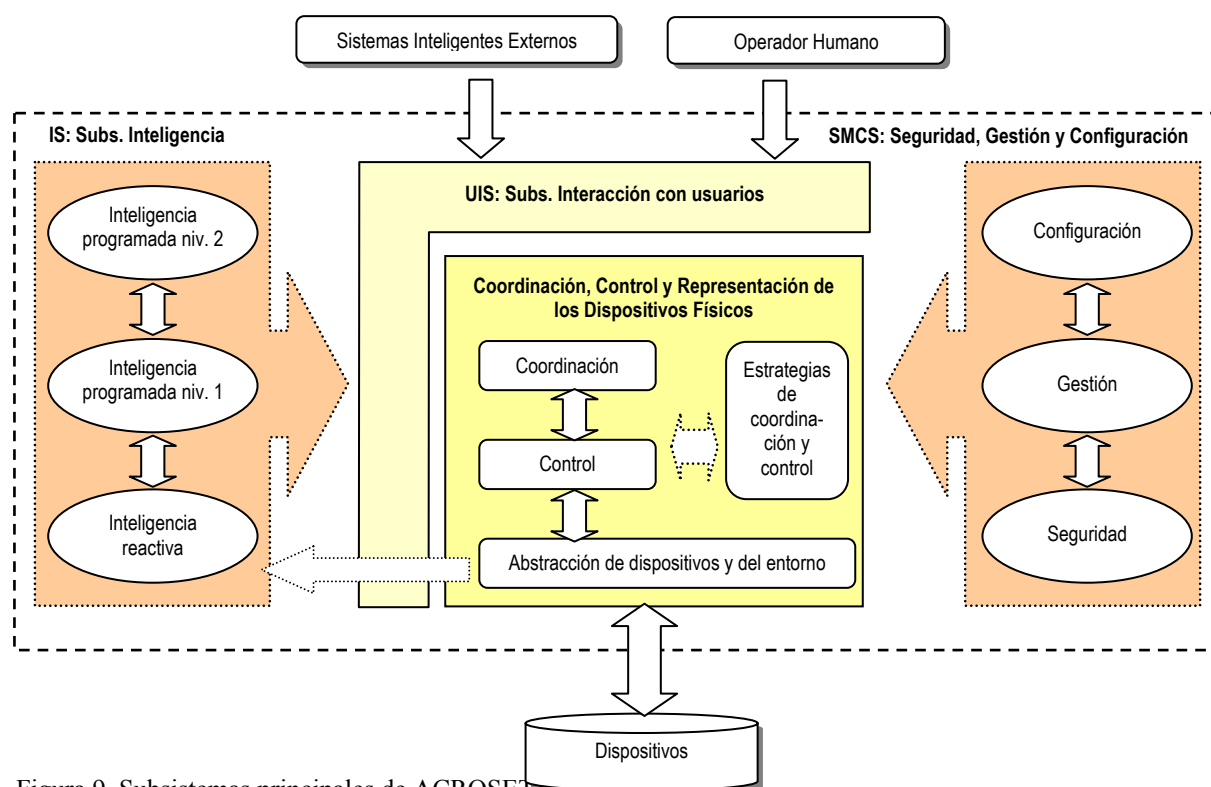 Sistemas Inteligentes Externos
Operador Humano
IS: Subs. Inteligencia
SMCS: Seguridad, Gestión y Configuración
UIS: Subs. Interacción con usuarios
Inteligencia
programada niv. 2
Inteligencia
programada niv. 1
Inteligencia
reactiva
Coordinación, Control y Representación de
los Dispositivos Físicos
Coordinación
Control
Estrategias
de
coordina-
ción y
control
Abstracción de dispositivos y del entorno
Configuración
Gestión
Seguridad
Dispositivos
Figura 9. Subsistemas principales de